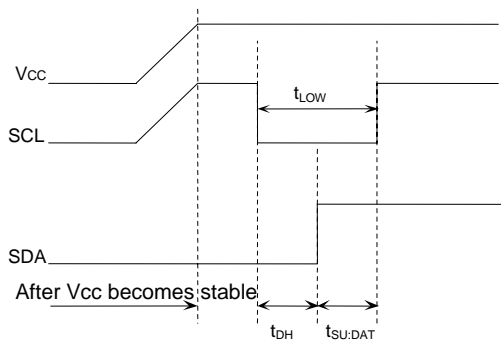 VCC
tLOW
SCL
SDA
After Vcc becomes stable
tDH
tSU;DAT